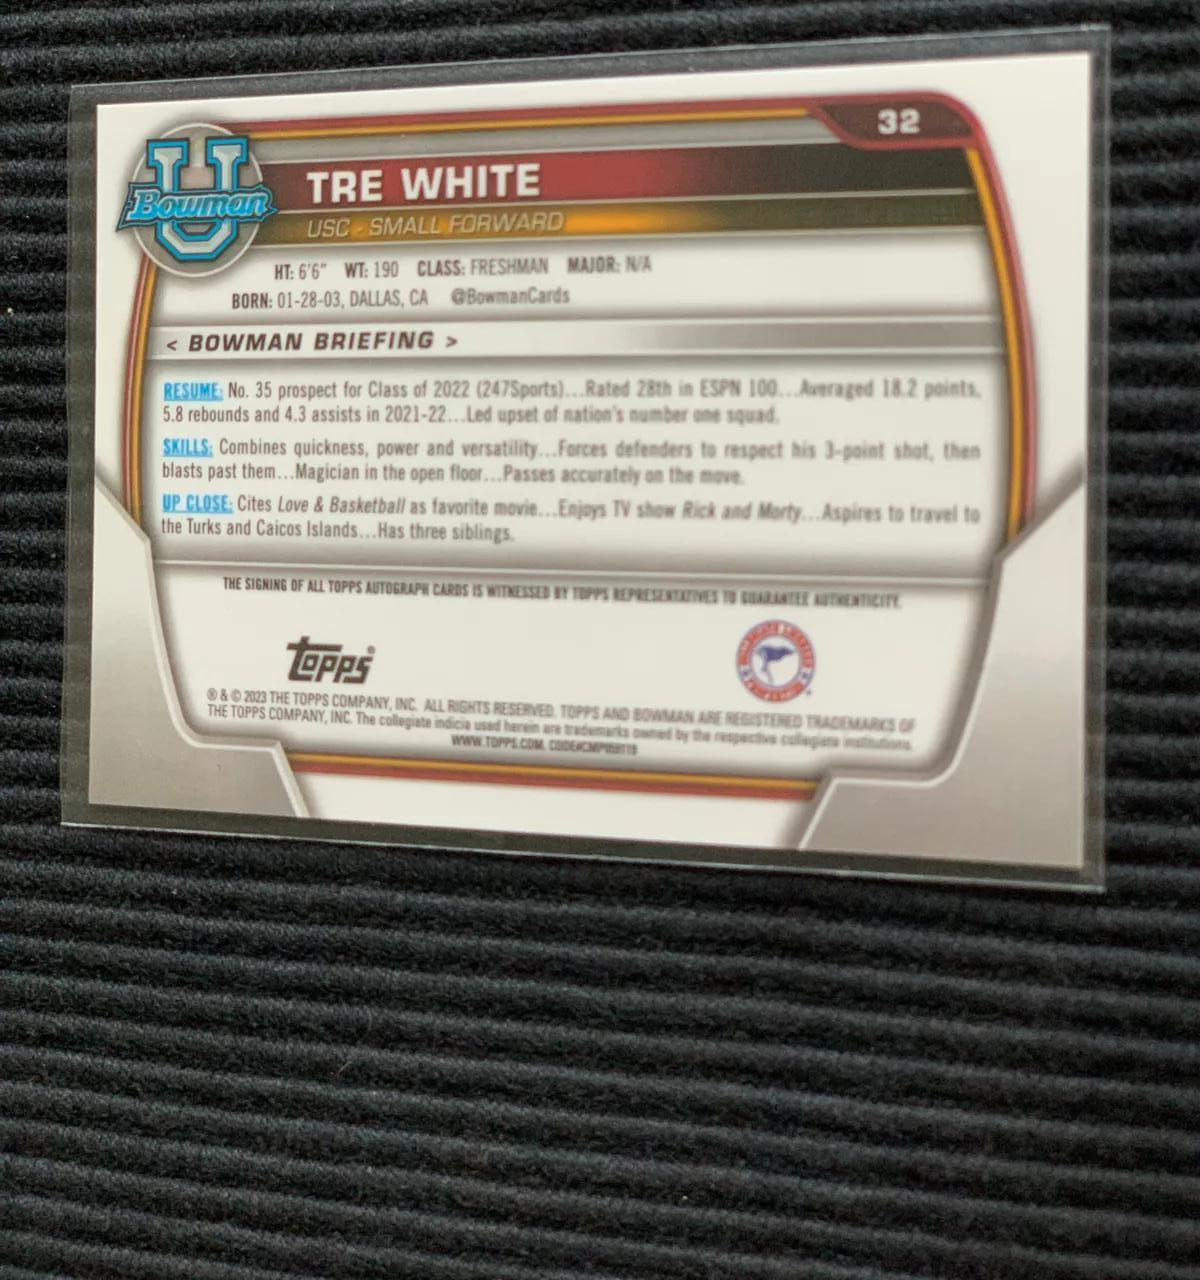 32
U
Bowman
TRE WHITE
USC - SMALL FORWARD
HT: 6'6" WT: 190 CLASS: FRESHMAN MAJOR: N/A
BORN: 01-28-03, DALLAS, CA @BowmanCards
< BOWMAN BRIEFING >
RESUME: No. 35 prospect for Class of 2022 (247Sports)...Rated 28th in ESPN 100...Averaged 18.2 points,
5.8 rebounds and 4.3 assists in 2021-22...Led upset of nation's number one squad.
SKILLS: Combines quickness, power and versatility...Forces defenders to respect his 3-point shot, then
blasts past them...Magician in the open floor...Passes accurately on the move.
UP CLOSE: Cites Love & Basketball as favorite movie...Enjoys TV show Rick and Morty...Aspires to travel to
the Turks and Caicos Islands...Has three siblings.
THE SIGNING OF ALL TOPPS AUTOGRAPH CARDS IS WITNESSED BY TOPPS REPRESENTATIVES TO GUARANTEE AUTHENTICITY.
Topps®
® & © 2023 THE TOPPS COMPANY, INC. ALL RIGHTS RESERVED. TOPPS AND BOWMAN ARE REGISTERED TRADEMARKS OF
THE TOPPS COMPANY, INC. The collegiate indicia used herein are trademarks owned by the respective collegiate institutions.
WWW.TOPPS.COM. CODE#CMP059119